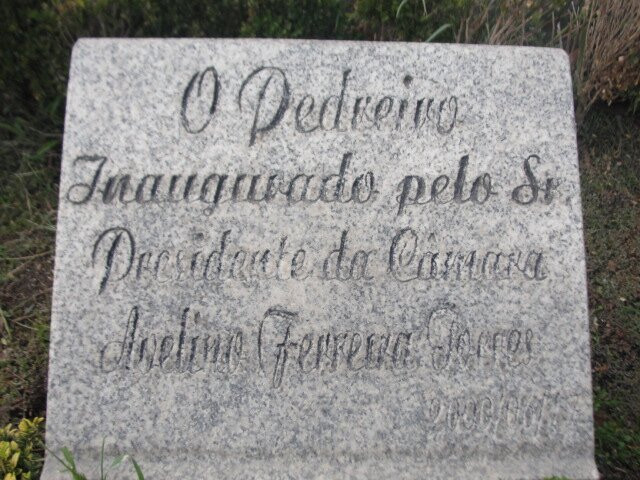 O Pedreiro
Inaugurado pelo Sr.
Presidente da Câmara
Avelino Ferreira Torres